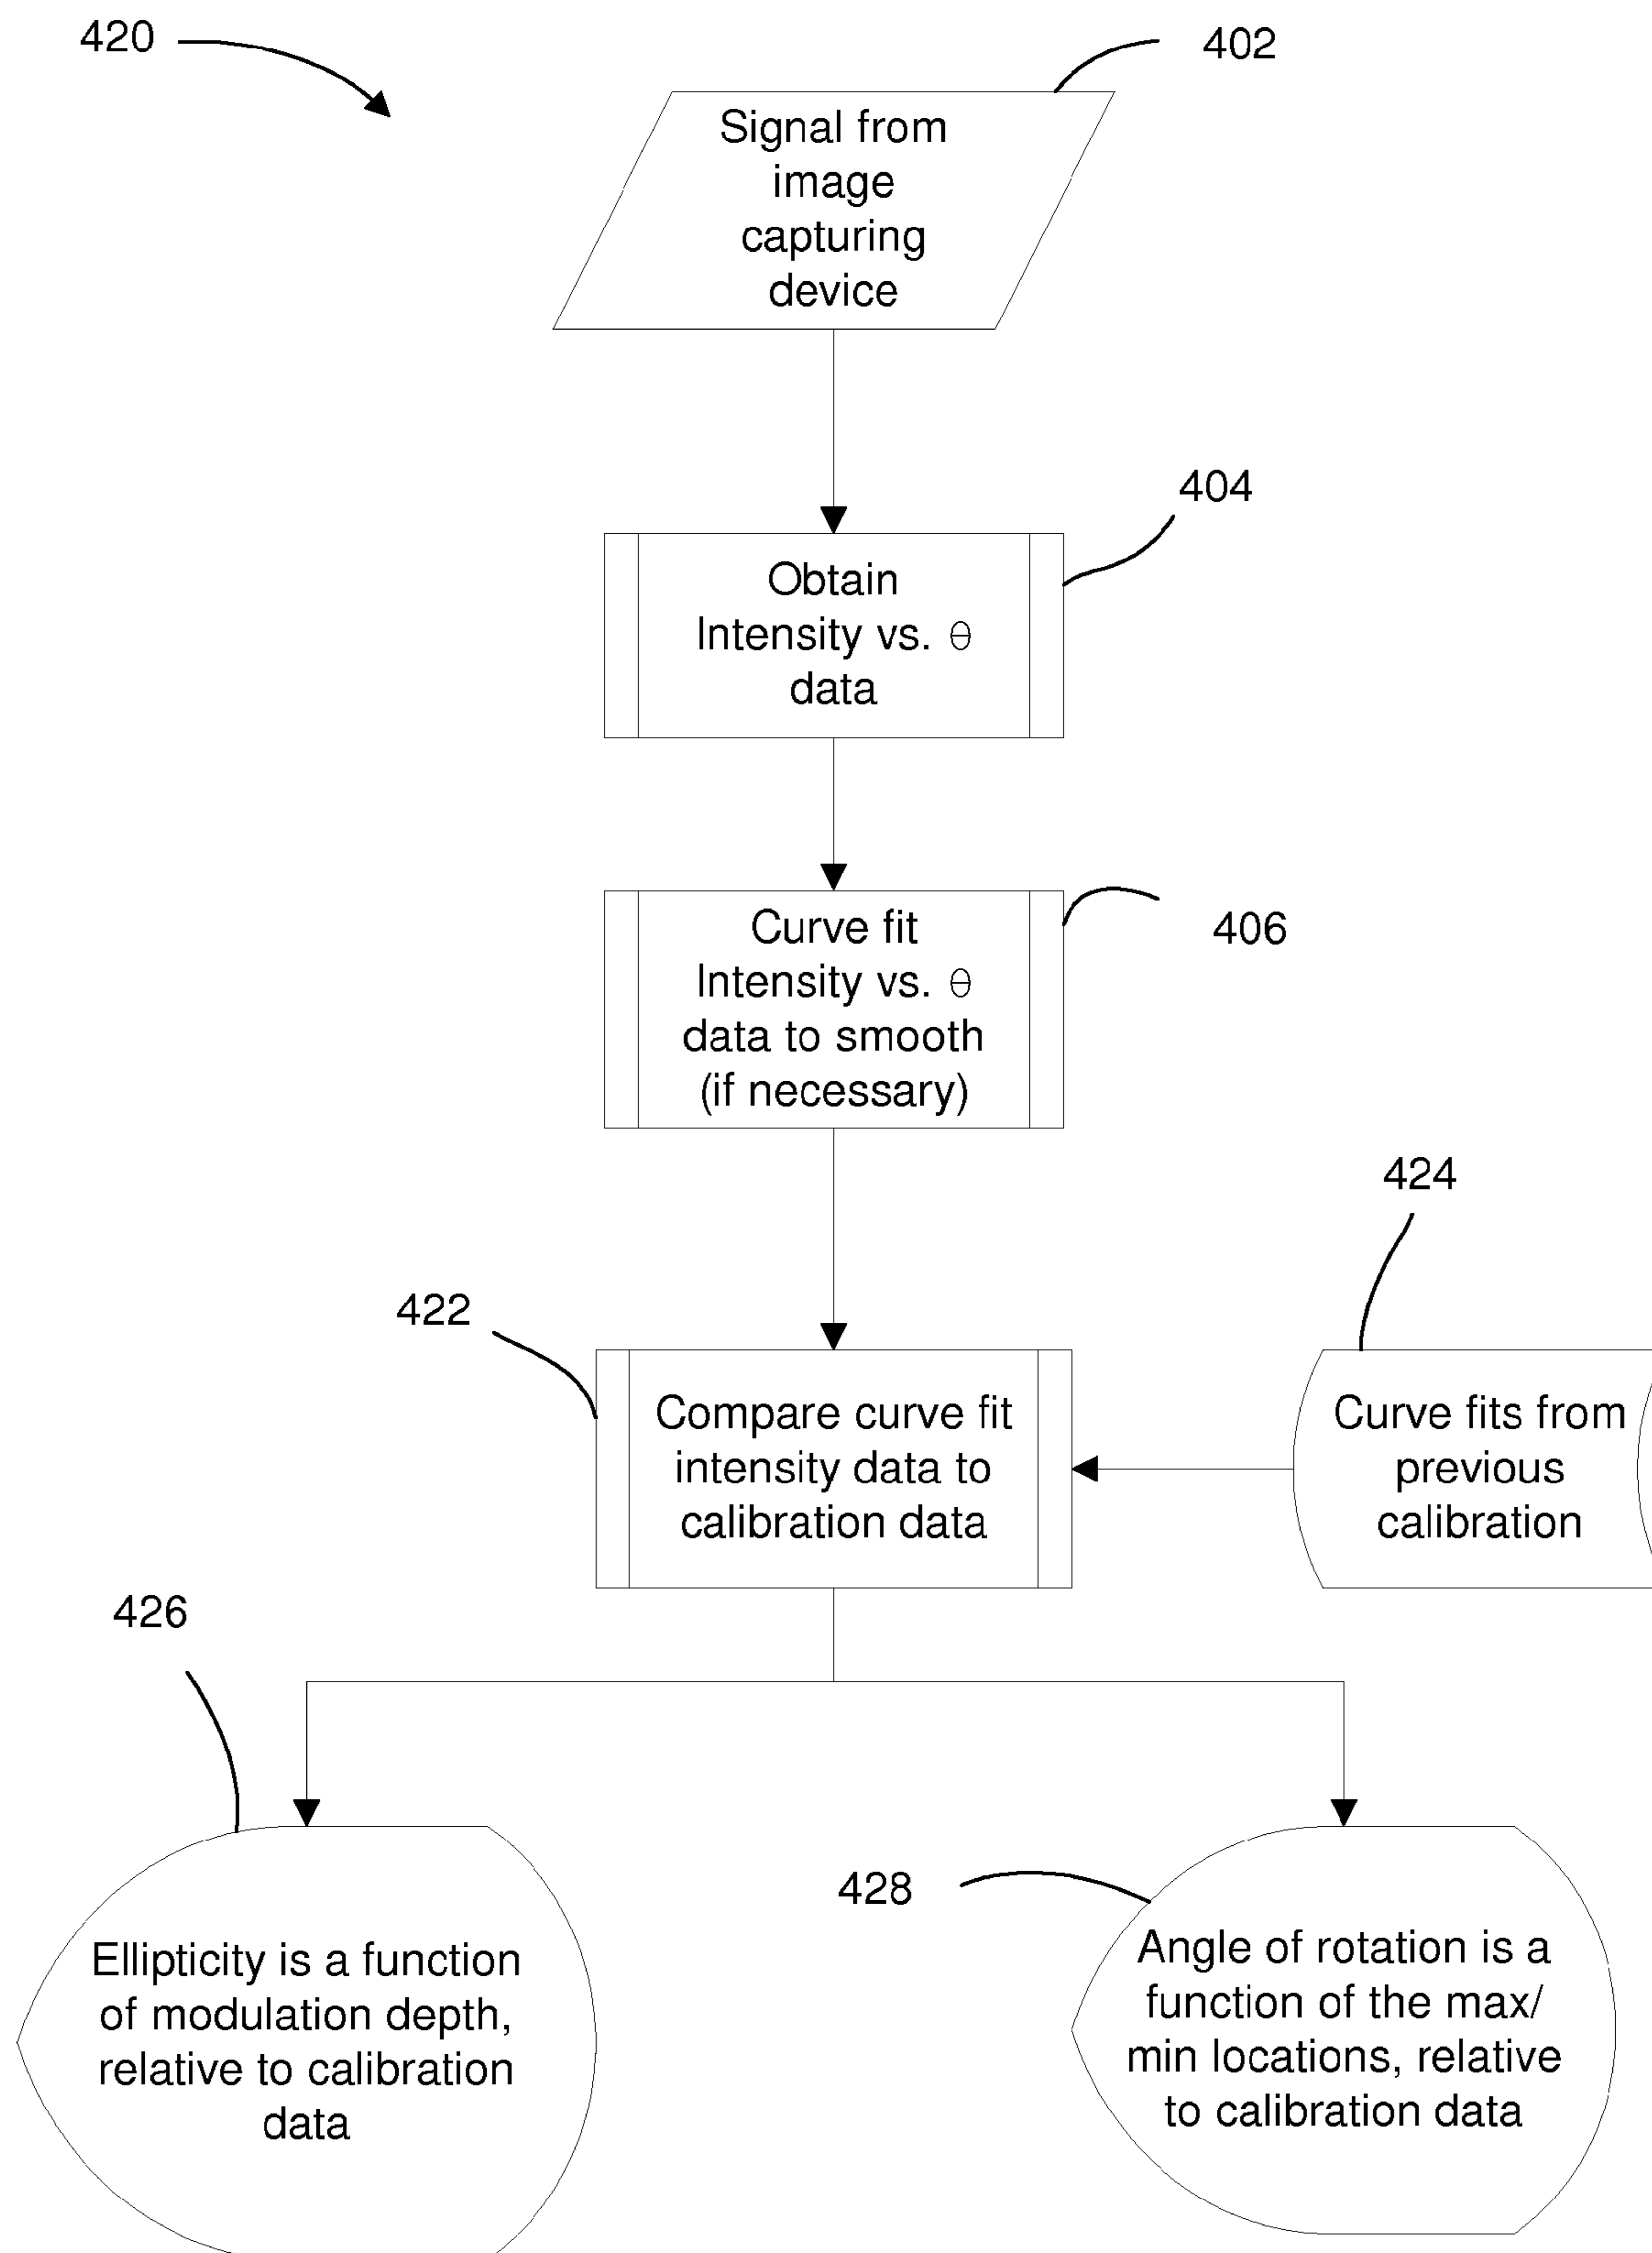 420
402
Signal from
image
capturing
device
404
Obtain
Intensity vs. θ
data
406
Curve fit
Intensity vs. θ
data to smooth
(if necessary)
424
422
Compare curve fit
intensity data to
calibration data
Curve fits from
previous
calibration
426
428
Ellipticity is a function
of modulation depth,
relative to calibration
data
Angle of rotation is a
function of the max/
min locations, relative
to calibration data